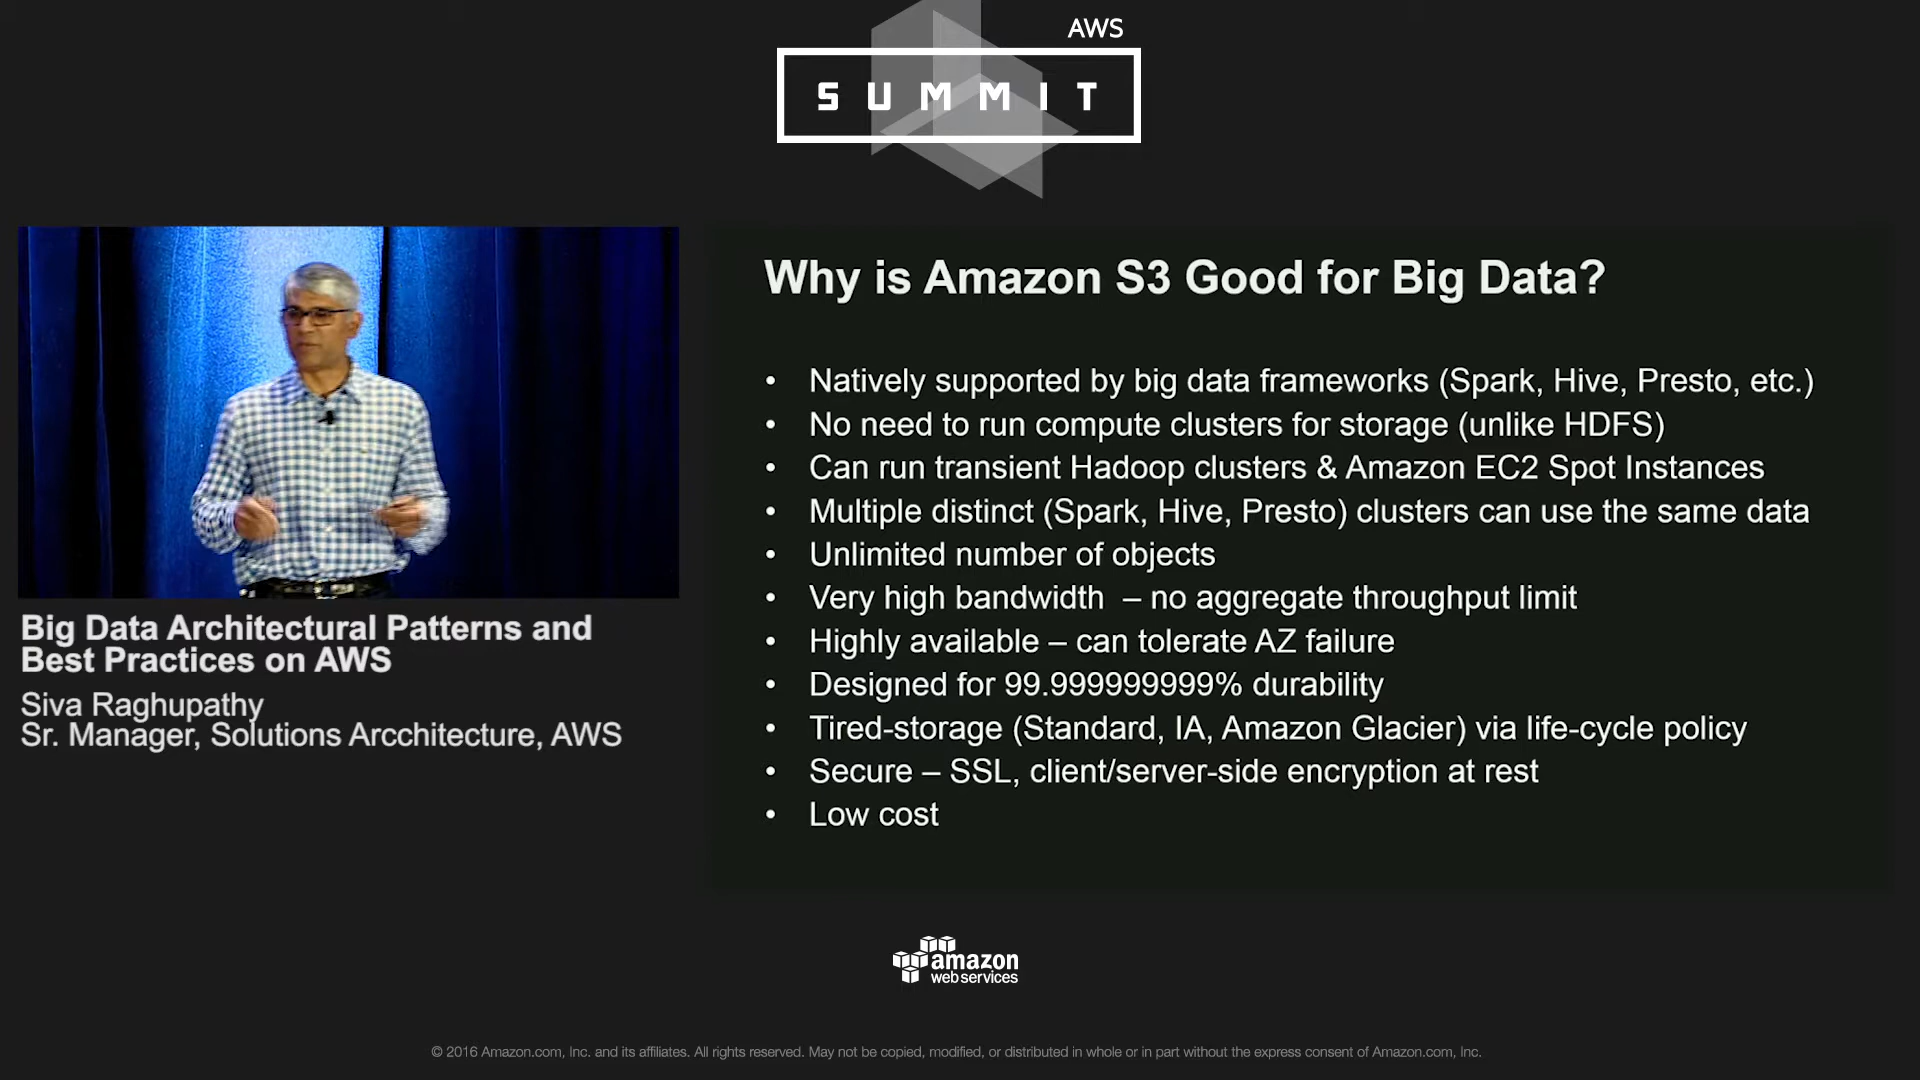 AWS
SUMMIT
Big Data Architectural Patterns and
Best Practices on AWS
Siva Raghupathy
Sr. Manager, Solutions Arcchitecture, AWS
Why is Amazon S3 Good for Big Data?
• Natively supported by big data frameworks (Spark, Hive, Presto, etc.)
• No need to run compute clusters for storage (unlike HDFS)
• Can run transient Hadoop clusters & Amazon EC2 Spot Instances
• Multiple distinct (Spark, Hive, Presto) clusters can use the same data
• Unlimited number of objects
• Very high bandwidth – no aggregate throughput limit
• Highly available – can tolerate AZ failure
• Designed for 99.999999999% durability
• Tired-storage (Standard, IA, Amazon Glacier) via life-cycle policy
• Secure – SSL, client/server-side encryption at rest
• Low cost
amazon
webservices
© 2016 Amazon.com, Inc. and its affiliates. All rights reserved. May not be copied, modified, or distributed in whole or in part without the express consent of Amazon.com, Inc.